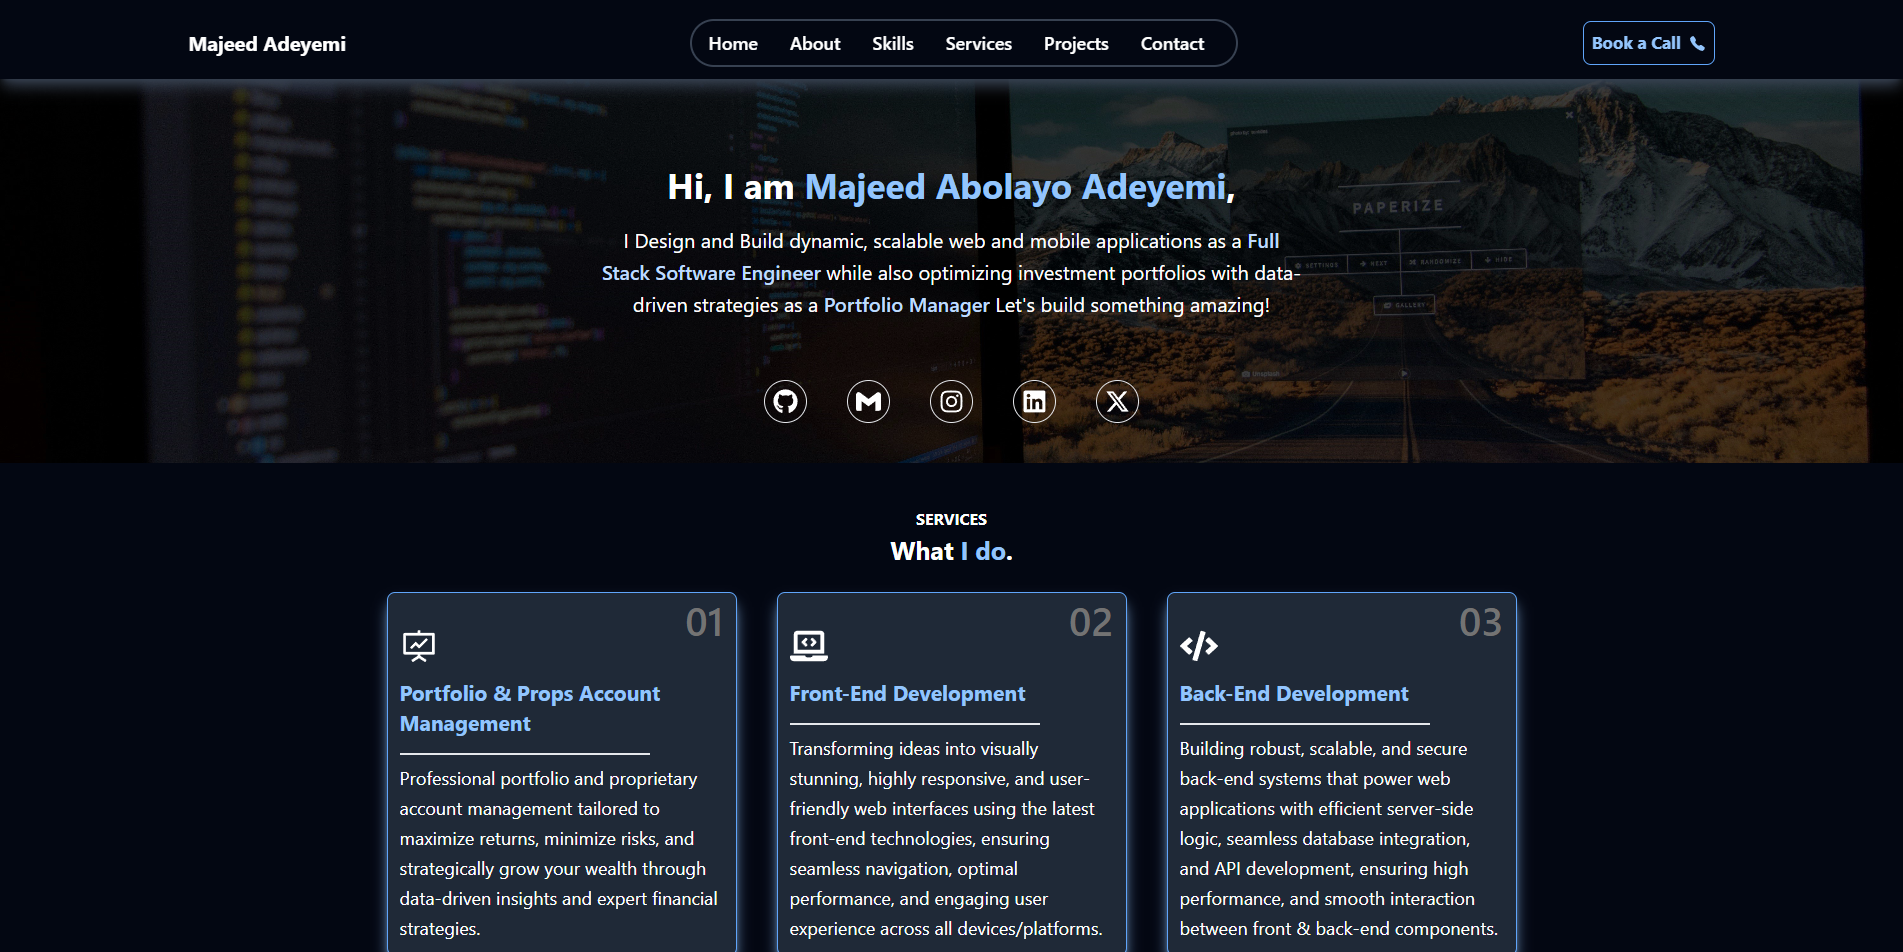 Majeed Adeyemi
Home About Skills Services Projects Contact
Book a Call
Hi, I am Majeed Abolayo Adeyemi,
I Design and Build dynamic, scalable web and mobile applications as a Full
Stack Software Engineer while also optimizing investment portfolios with data-
driven strategies as a Portfolio Manager Let's build something amazing!
PAPERIZE
SETTINGS NEXT RANDOMIZE HIDE
GALLERY
Unsplash
SERVICES
What I do.
01
Portfolio & Props Account
Management
Professional portfolio and proprietary
account management tailored to
maximize returns, minimize risks, and
strategically grow your wealth through
data-driven insights and expert financial
strategies.
02
Front-End Development
Transforming ideas into visually
stunning, highly responsive, and user-
friendly web interfaces using the latest
front-end technologies, ensuring
seamless navigation, optimal
performance, and engaging user
experience across all devices/platforms.
03
Back-End Development
Building robust, scalable, and secure
back-end systems that power web
applications with efficient server-side
logic, seamless database integration,
and API development, ensuring high
performance, and smooth interaction
between front & back-end components.